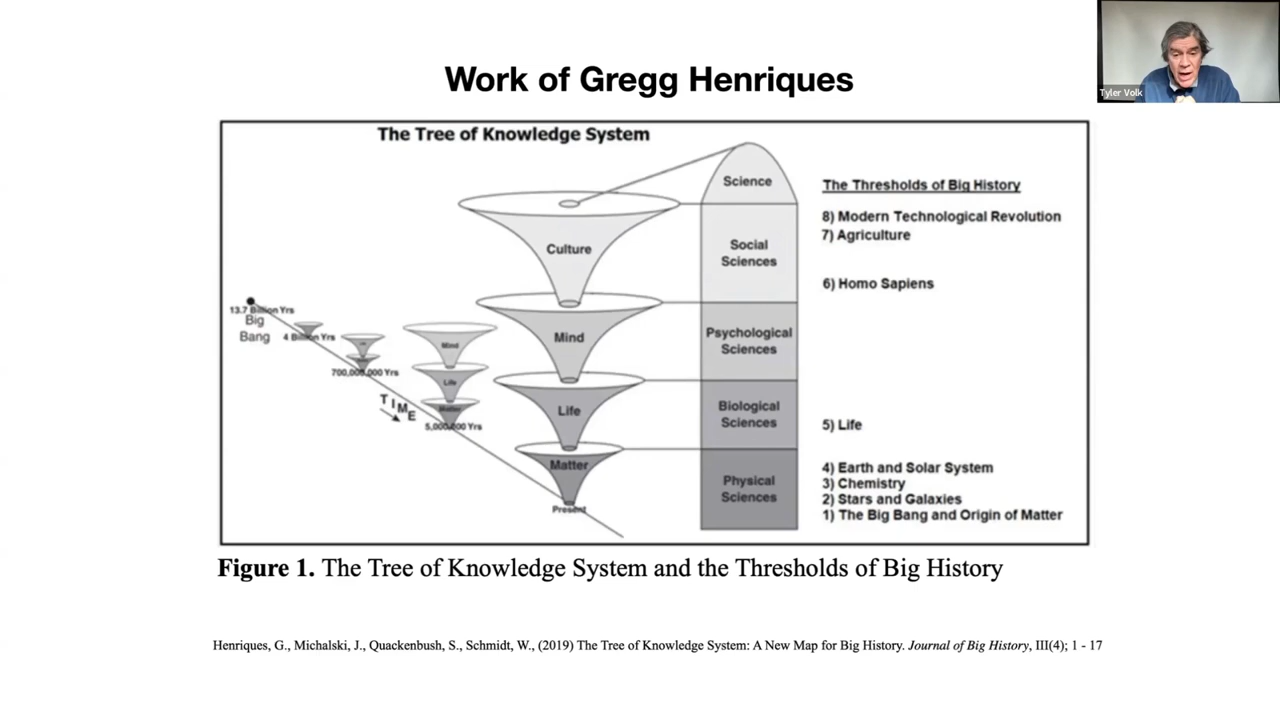 Work of Gregg Henriques
Tyler Volk
The Tree of Knowledge System
Science
Culture
Social
Sciences
Mind
Psychological
Sciences
Life
Biological
Sciences
Matter
Physical
Sciences
Present
13.7 Billion Yrs
Big
Bang
4 Billion Yrs
700,000,000 Yrs
TIME
Mind
Life
Matter
5,000,000 Yrs
The Thresholds of Big History
8) Modern Technological Revolution
7) Agriculture
6) Homo Sapiens
5) Life
4) Earth and Solar System
3) Chemistry
2) Stars and Galaxies
1) The Big Bang and Origin of Matter
Figure 1. The Tree of Knowledge System and the Thresholds of Big History
Henriques, G., Michalski, J., Quackenbush, S., Schmidt, W., (2019) The Tree of Knowledge System: A New Map for Big History. Journal of Big History, III(4); 1 - 17